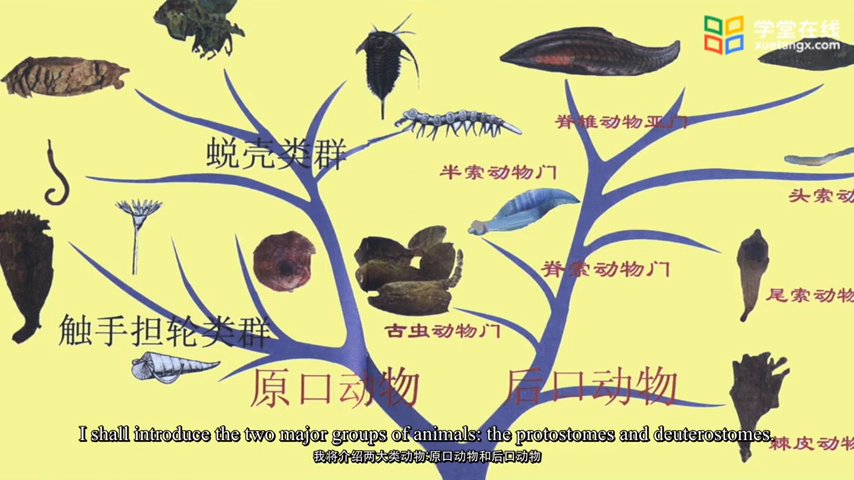 学堂在线
xuetangx.com
脊椎动物亚门
蜕壳类群
半索动物门
头索动
脊索动物门
尾索动物
触手担轮类群
古虫动物门
原口动物
后口动物
棘皮动物
I shall introduce the two major groups of animals: the protostomes and deuterostomes.
我将介绍两大类动物:原口动物和后口动物